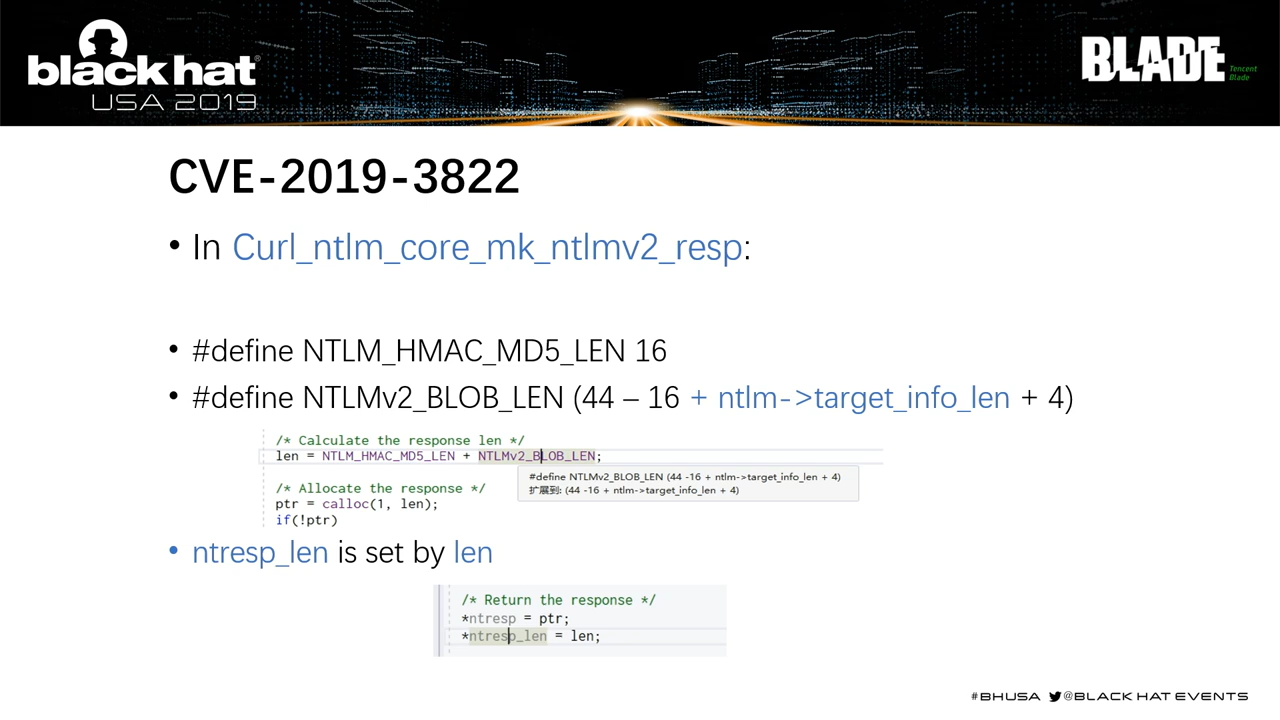 black hat®
USA 2019
BLADE
Tencent
Blade
CVE-2019-3822
• In Curl_ntlm_core_mk_ntlmv2_resp:
• #define NTLM_HMAC_MD5_LEN 16
• #define NTLMv2_BLOB_LEN (44 – 16 + ntlm->target_info_len + 4)
/* Calculate the response len */
len = NTLM_HMAC_MD5_LEN + NTLMv2_BLOB_LEN;
#define NTLMv2_BLOB_LEN (44 -16 + ntlm->target_info_len + 4)
扩展到: (44 -16 + ntlm->target_info_len + 4)
/* Allocate the response */
ptr = calloc(1, len);
if(!ptr)
• ntresp_len is set by len
/* Return the response */
*ntresp = ptr;
*ntresp_len = len;
#BHUSA @BLACK HAT EVENTS